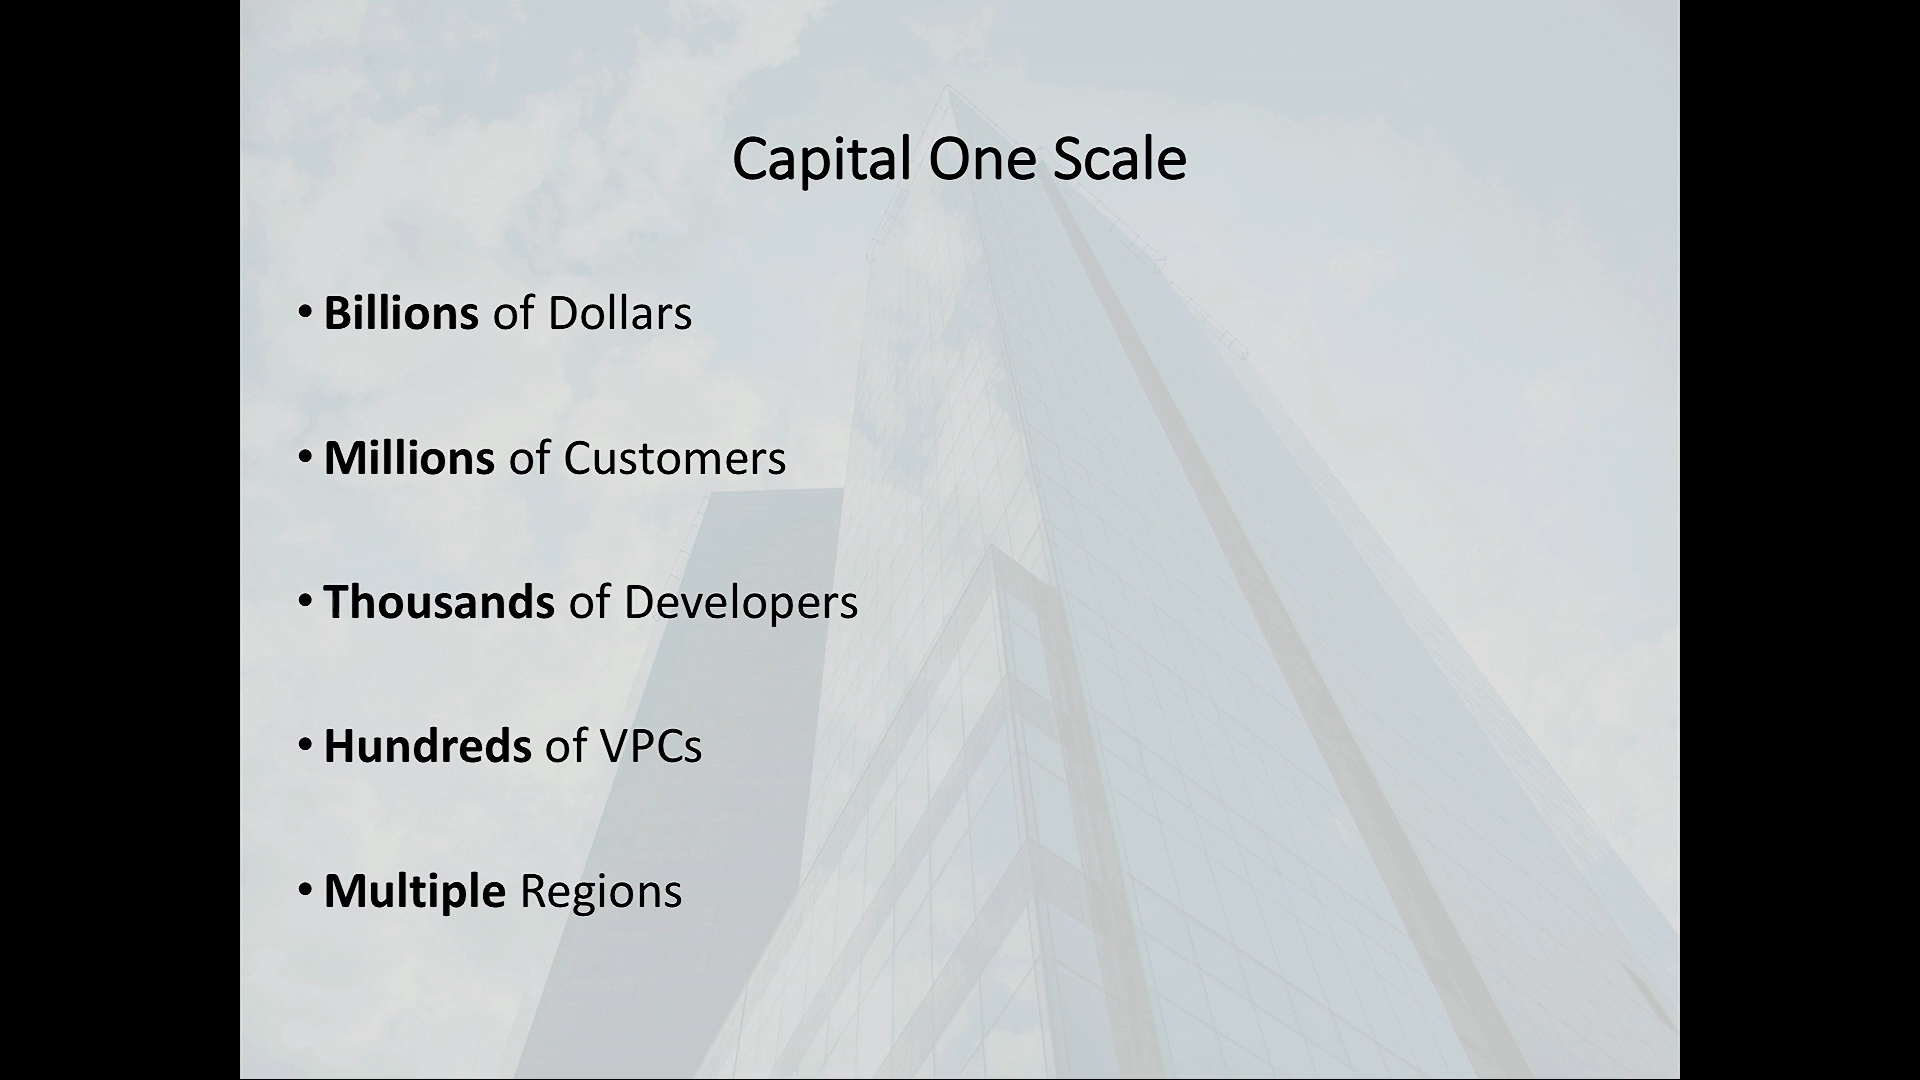 Capital One Scale
• Billions of Dollars
• Millions of Customers
• Thousands of Developers
• Hundreds of VPCs
• Multiple Regions